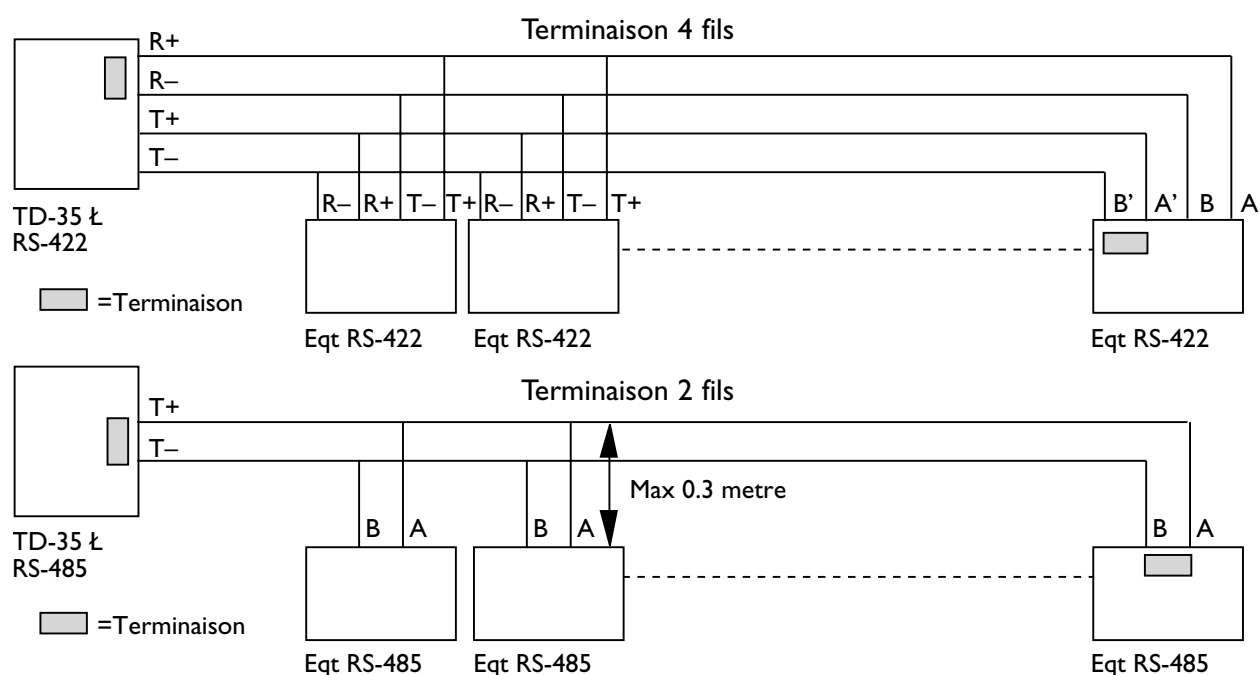 Terminaison 4 fils
R+
R–
T+
T–
R– R+ T– T+ R– R+ T– T+ B' A' B A
TD-35 Ł
RS-422
=Terminaison
Eqt RS-422 Eqt RS-422 Eqt RS-422
Terminaison 2 fils
T+
T–
Max 0.3 metre
B A B A B A
TD-35 Ł
RS-485
=Terminaison
Eqt RS-485 Eqt RS-485 Eqt RS-485